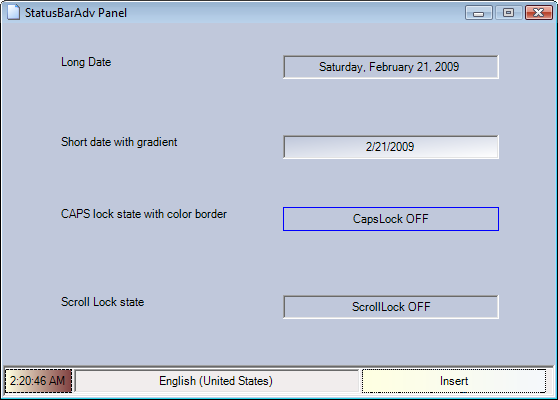 StatusBarAdv Panel
Long Date
Saturday, February 21, 2009
Short date with gradient
2/21/2009
CAPS lock state with color border
CapsLock OFF
Scroll Lock state
ScrollLock OFF
2:20:46 AM
English (United States)
Insert